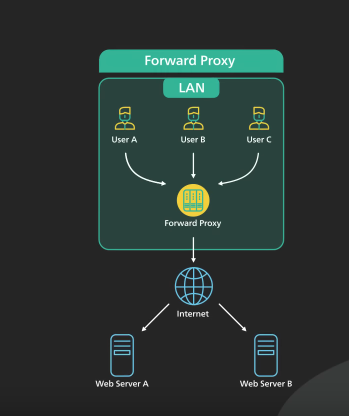 Forward Proxy
LAN
User A
User B
User C
Forward Proxy
Internet
Web Server A
Web Server B